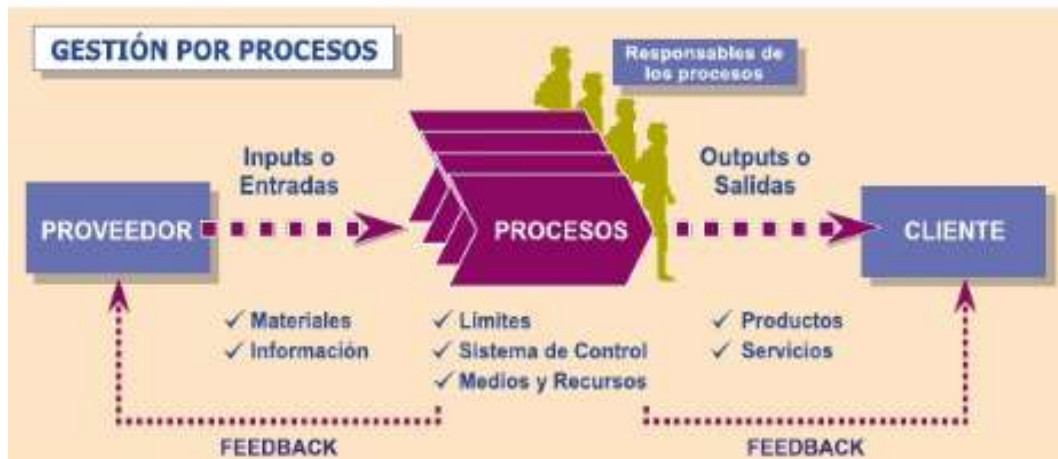 GESTIÓN POR PROCESOS
Responsables de
los procesos
Inputs o
Entradas
Outputs o
Salidas
PROVEEDOR
PROCESOS
CLIENTE
✓ Materiales
✓ Información
✓ Límites
✓ Sistema de Control
✓ Medios y Recursos
✓ Productos
✓ Servicios
FEEDBACK
FEEDBACK